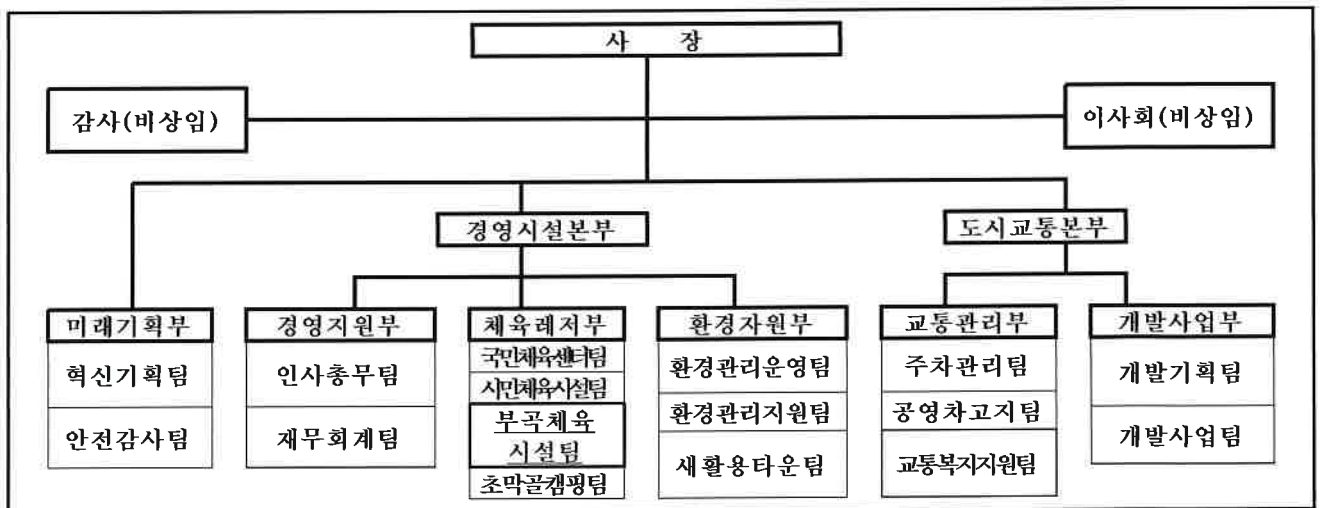 사 장
감사(비상임)
이사회(비상임)
경영시설본부
도시교통본부
미래기획부
혁신기획팀
안전감사팀
경영지원부
인사총무팀
재무회계팀
체육레저부
국민체육센터팀
시민체육시설팀
부곡체육
시설팀
초막골캠핑팀
환경자원부
환경관리운영팀
환경관리지원팀
새활용타운팀
교통관리부
주차관리팀
공영차고지팀
교통복지지원팀
개발사업부
개발기획팀
개발사업팀